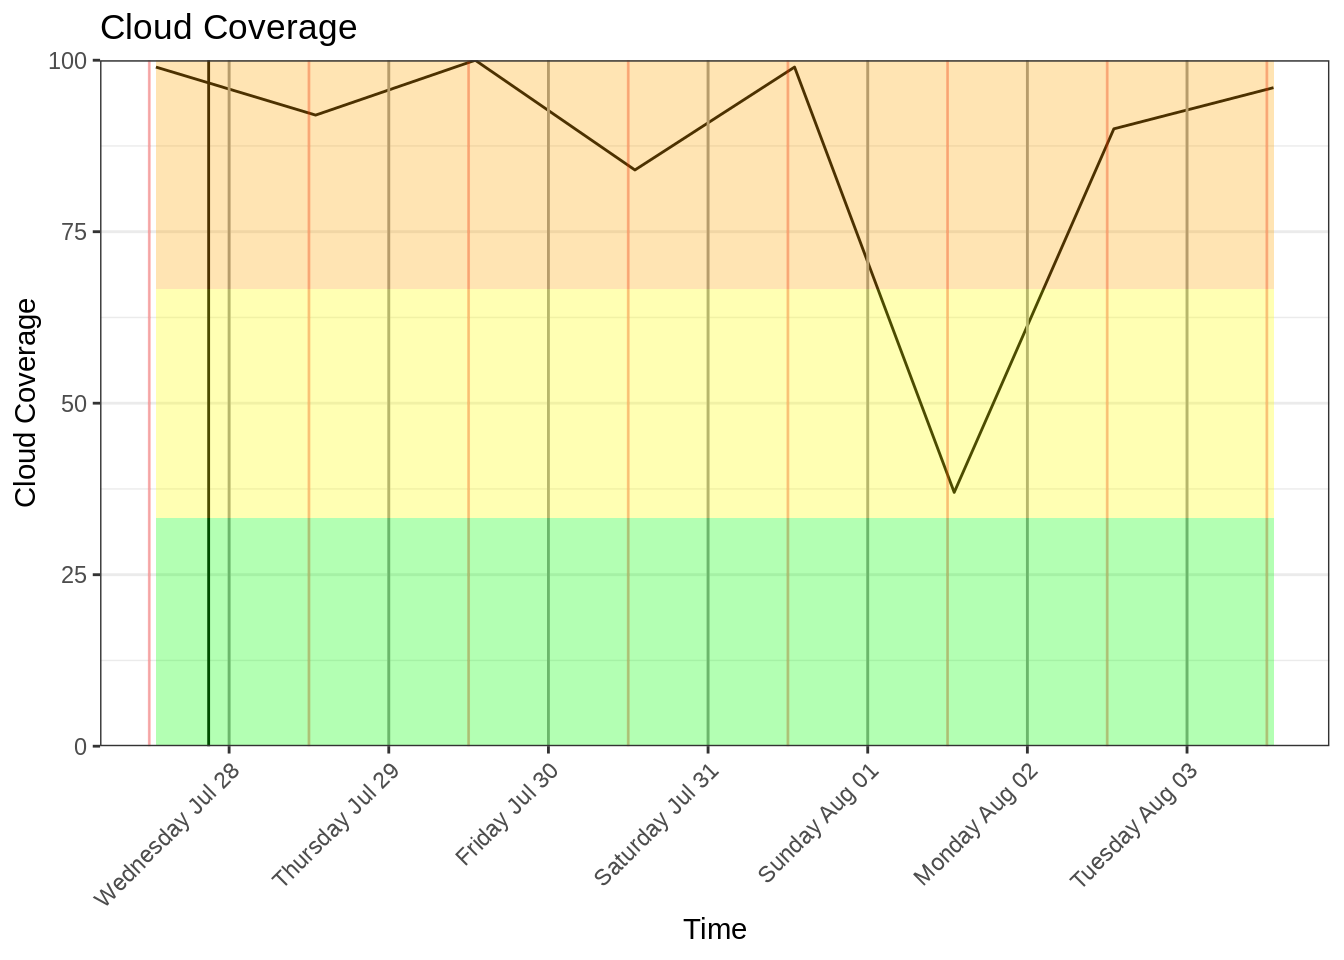 Cloud Coverage
Cloud Coverage
100
75
50
25
0
Wednesday Jul 28
Thursday Jul 29
Friday Jul 30
Saturday Jul 31
Sunday Aug 01
Monday Aug 02
Tuesday Aug 03
Time